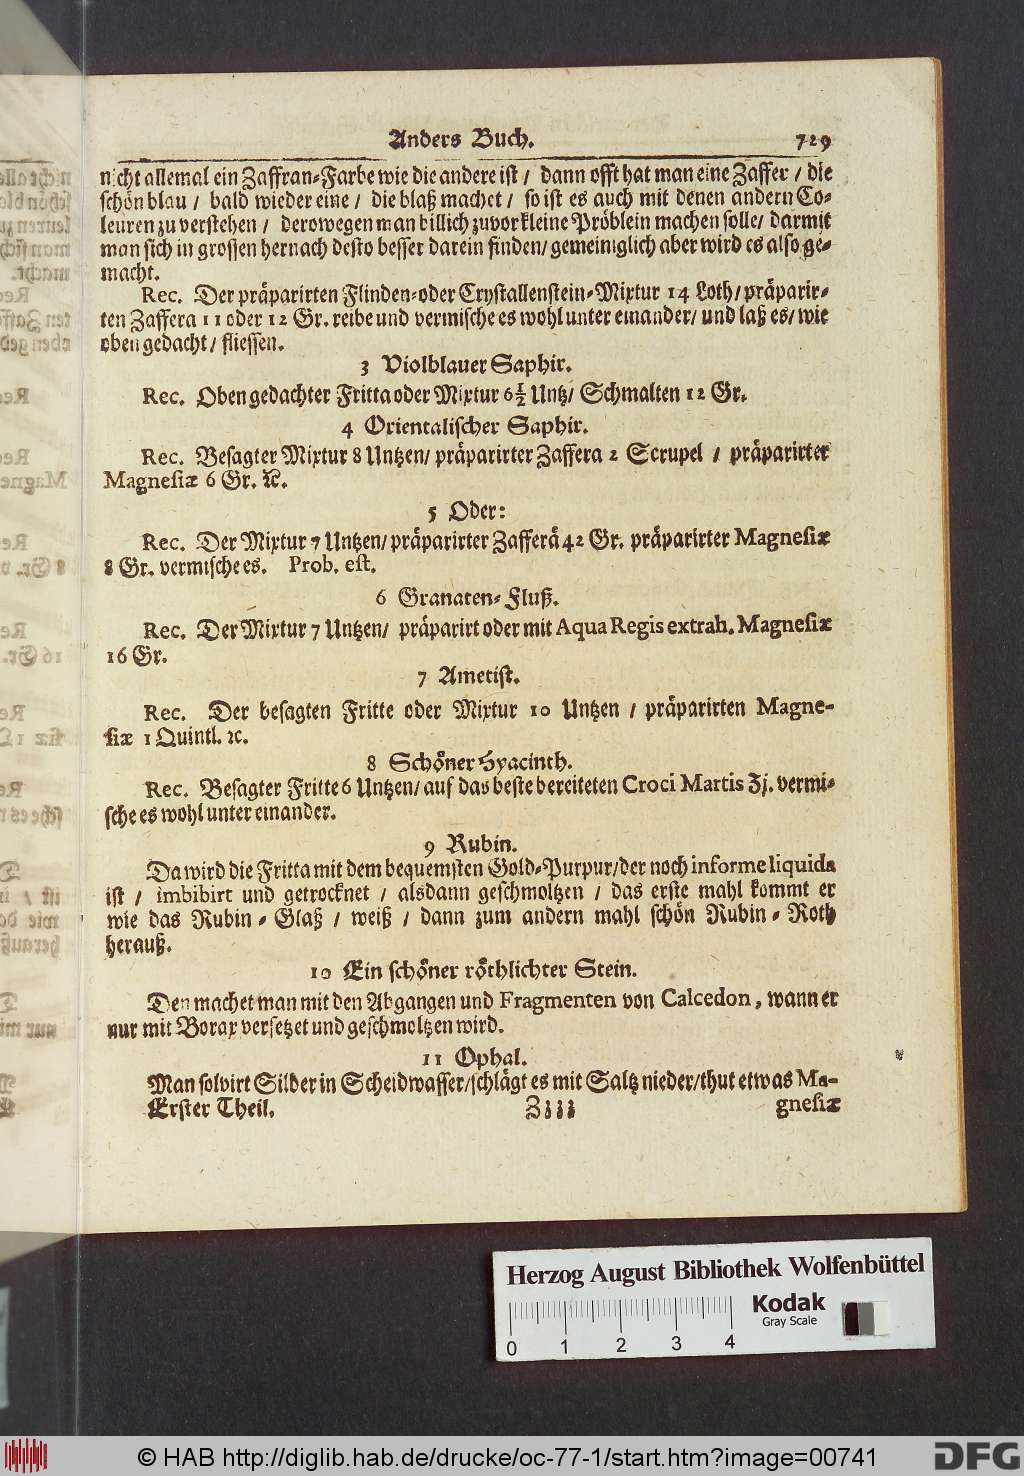 Anders Buch. 729
nicht allemal ein Zaffran-Farbe wie die andere ist / dann offt hat man eine Zaffer / die
schön blau / bald wieder eine / die blaß machet / so ist es auch mit denen andern Co-
leuren zu verstehen / derowegen man billich zuvor kleine Pröblein machen solle / darmit
man sich in grossen hernach desto besser darein finden / gemeiniglich aber wird es also ge-
macht.
Rec. Der präparirten Flinden- oder Crystallenstein-Mixtur 14 Loth / präparir-
ten Zaffera 11 oder 12 Gr. reibe und vermische es wohl unter einander / und laß es / wie
oben gedacht / fliessen.
3 Violblauer Saphir.
Rec. Oben gedachter Fritta oder Mixtur 6½ Untz / Schmalten 12 Gr.
4 Orientalischer Saphir.
Rec. Besagter Mixtur 8 Untzen / präparirter Zaffera 2 Scrupel / präparirter
Magnesiæ 6 Gr. ꝛc.
5 Oder:
Rec. Der Mixtur 7 Untzen / präparirter Zafferä 42 Gr. präparirter Magnesiæ
8 Gr. vermische es. Prob. est.
6 Granaten-Fluß.
Rec. Der Mixtur 7 Untzen / präparirt oder mit Aqua Regis extrah. Magnesiæ
16 Gr.
7 Ametist.
Rec. Der besagten Fritte oder Mixtur 10 Untzen / präparirten Magne-
siæ 1 Quintl. ꝛc.
8 Schöner Hyacinth.
Rec. Besagter Fritte 6 Untzen / auf das beste bereiteten Croci Martis Ʒj. vermi-
sche es wohl unter einander.
9 Rubin.
Da wird die Fritta mit dem bequemsten Gold-Purpur / der noch in forme liquida
ist / imbibirt und getrocknet / alsdann geschmoltzen / das erste mahl kommt er
wie das Rubin-Glaß / weiß / dann zum andern mahl schön Rubin-Roth
herauß.
10 Ein schöner röthlichter Stein.
Den machet man mit den Abgangen und Fragmenten von Calcedon, wann er
nur mit Borax versetzet und geschmoltzen wird.
11 Ophal.
Man solvirt Silber in Scheidwasser / schlägt es mit Saltz nieder / thut etwas Ma-
Erster Theil. Zzzz gnesiæ
Herzog August Bibliothek Wolfenbüttel
Kodak
Gray Scale
0 1 2 3 4
© HAB http://diglib.hab.de/drucke/oc-77-1/start.htm?image=00741
DFG